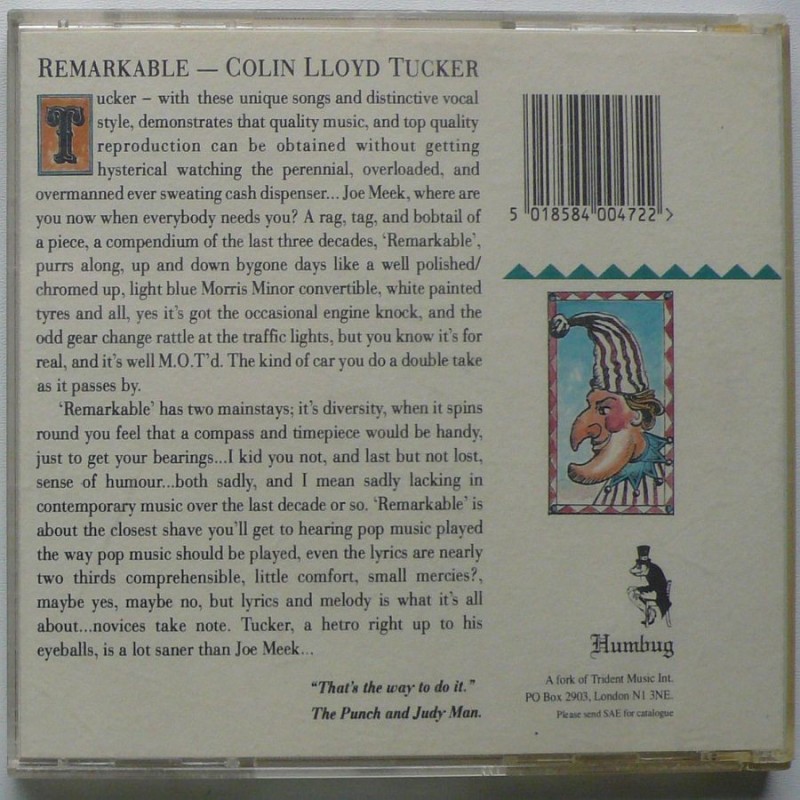 REMARKABLE — COLIN LLOYD TUCKER
Tucker – with these unique songs and distinctive vocal
style, demonstrates that quality music, and top quality
reproduction can be obtained without getting
hysterical watching the perennial, overloaded, and
overmanned ever sweating cash dispenser... Joe Meek, where are
you now when everybody needs you? A rag, tag, and bobtail of
a piece, a compendium of the last three decades, ‘Remarkable’,
purrs along, up and down bygone days like a well polished/
chromed up, light blue Morris Minor convertible, white painted
tyres and all, yes it’s got the occasional engine knock, and the
odd gear change rattle at the traffic lights, but you know it’s for
real, and it’s well M.O.T’d. The kind of car you do a double take
as it passes by.
‘Remarkable’ has two mainstays; it’s diversity, when it spins
round you feel that a compass and timepiece would be handy,
just to get your bearings...I kid you not, and last but not lost,
sense of humour...both sadly, and I mean sadly lacking in
contemporary music over the last decade or so. ‘Remarkable’ is
about the closest shave you’ll get to hearing pop music played
the way pop music should be played, even the lyrics are nearly
two thirds comprehensible, little comfort, small mercies?,
maybe yes, maybe no, but lyrics and melody is what it’s all
about...novices take note. Tucker, a hetro right up to his
eyeballs, is a lot saner than Joe Meek...
“That’s the way to do it.”
The Punch and Judy Man.
5 018584 004722 >
Humbug
A fork of Trident Music Int.
PO Box 2903, London N1 3NE.
Please send SAE for catalogue